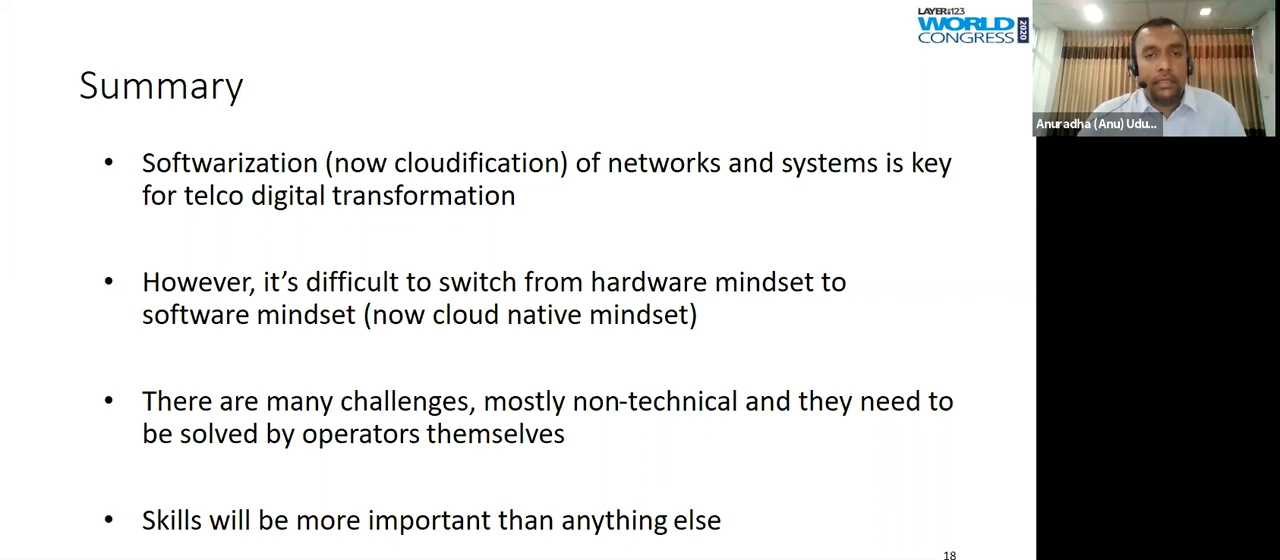 LAYER123
WORLD
CONGRESS 2020
Anuradha (Anu) Udu...
Summary
• Softwarization (now cloudification) of networks and systems is key
for telco digital transformation
• However, it’s difficult to switch from hardware mindset to
software mindset (now cloud native mindset)
• There are many challenges, mostly non-technical and they need to
be solved by operators themselves
• Skills will be more important than anything else
18